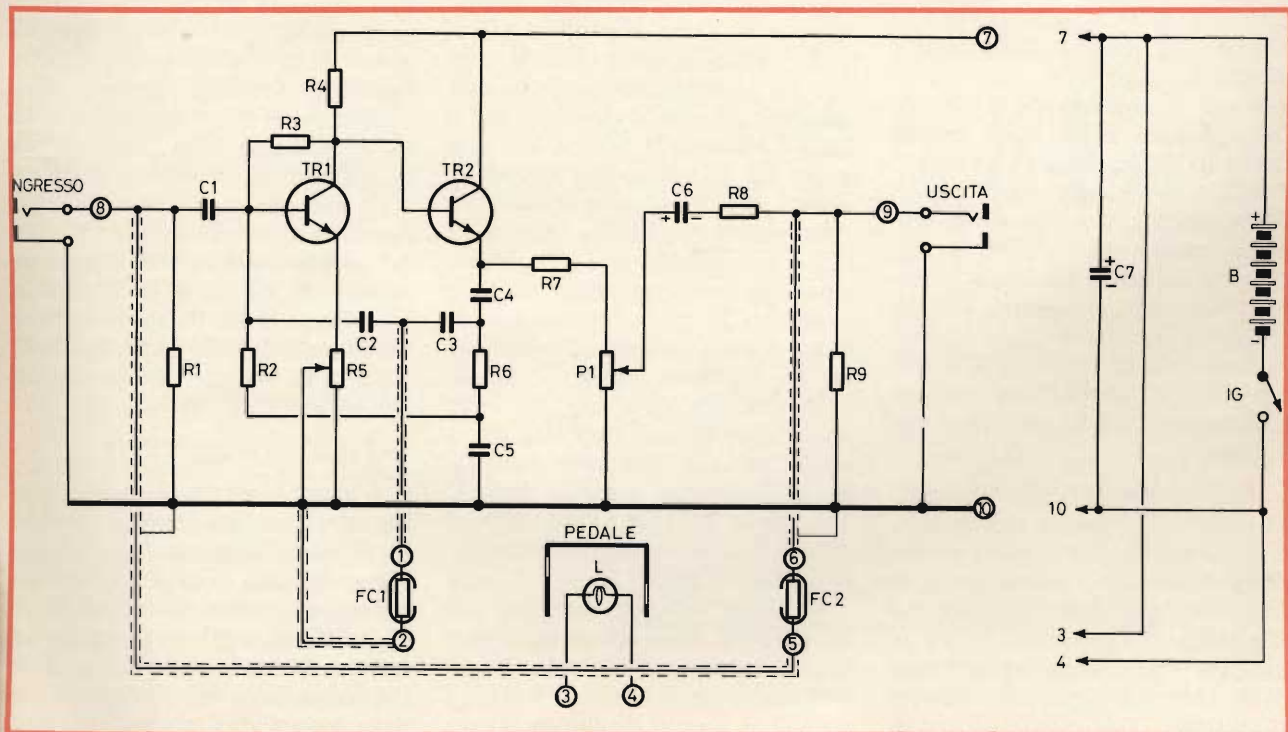 7
7
R4
R3
TR1
TR2
NGRESSO
8
C1
C6
+ -
R8
9
USCITA
R7
C4
C2
C3
+
C7
-
+
B
-
R1
R2
R5
R6
P1
R9
IG
C5
10
10
PEDALE
1
L
6
FC1
FC2
2
5
3
4
3
4